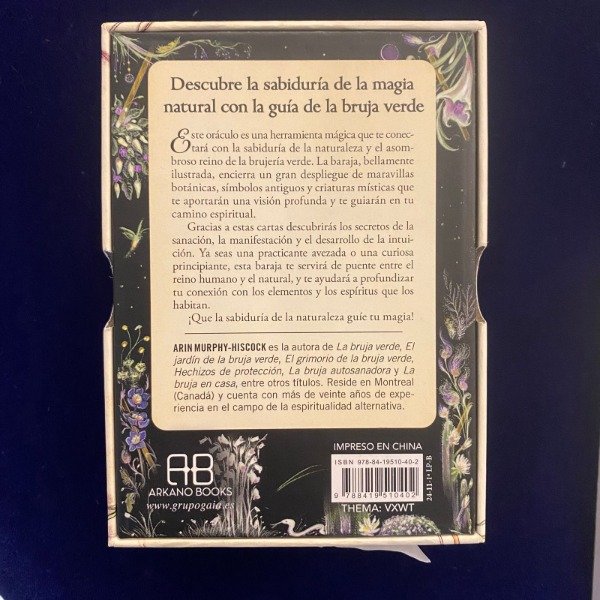 Descubre la sabiduría de la magia
natural con la guía de la bruja verde
Este oráculo es una herramienta mágica que te conec-
tará con la sabiduría de la naturaleza y el asom-
broso reino de la brujería verde. La baraja, bellamente
ilustrada, encierra un gran despliegue de maravillas
botánicas, símbolos antiguos y criaturas místicas que
te aportarán una visión profunda y te guiarán en tu
camino espiritual.
Gracias a estas cartas descubrirás los secretos de la
sanación, la manifestación y el desarrollo de la intui-
ción. Ya seas una practicante avezada o una curiosa
principiante, esta baraja te servirá de puente entre el
reino humano y el natural, y te ayudará a profundizar
tu conexión con los elementos y los espíritus que los
habitan.
¡Que la sabiduría de la naturaleza guíe tu magia!
ARIN MURPHY-HISCOCK es la autora de La bruja verde, El
jardín de la bruja verde, El grimorio de la bruja verde,
Hechizos de protección, La bruja autosanadora y La
bruja en casa, entre otros títulos. Reside en Montreal
(Canadá) y cuenta con más de veinte años de expe-
riencia en el campo de la espiritualidad alternativa.
AB
ARKANO BOOKS
www.grupogaia.es
IMPRESO EN CHINA
ISBN 978-84-19510-40-2
9 788419 510402
24-11-1ª LP-B
THEMA: VXWT